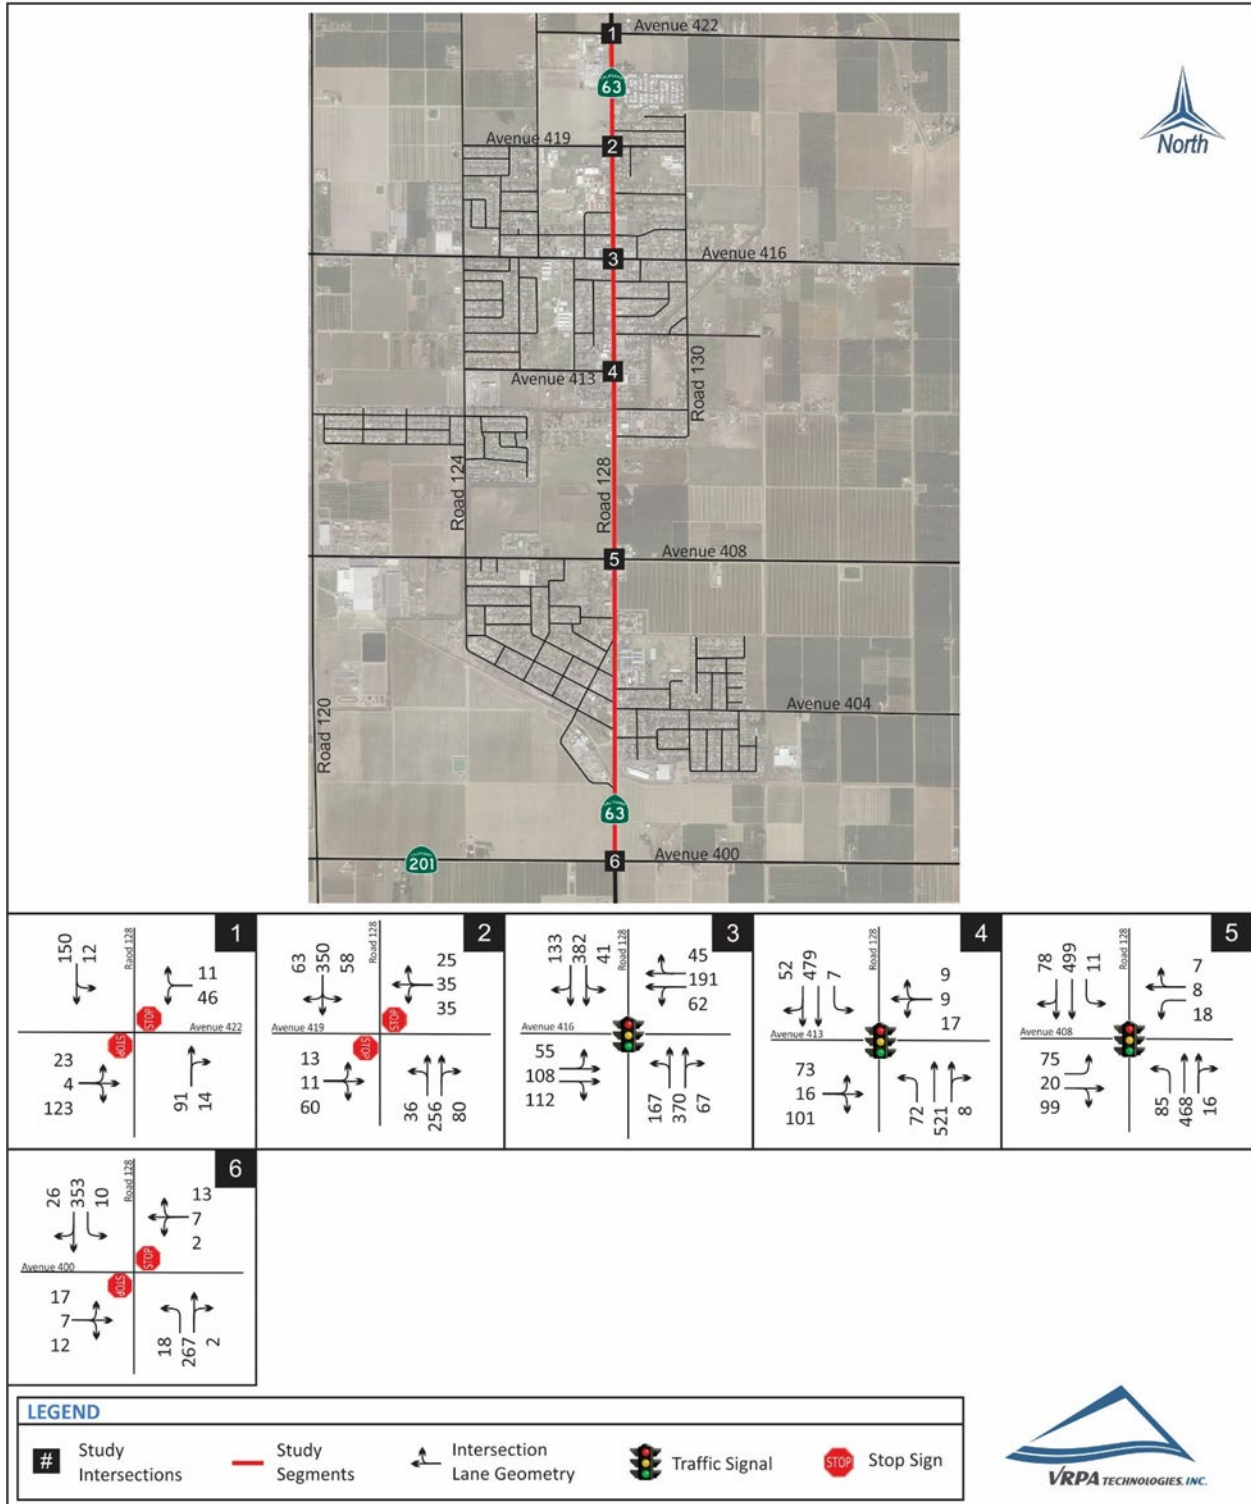 1
Avenue 422
CALIFORNIA
63
North
Avenue 419
2
3
Avenue 416
Avenue 413
4
Road 130
Road 124
Road 128
5
Avenue 408
Avenue 404
Road 120
63
CALIFORNIA
201
Avenue 400
6
1
150
12
Raod 128
11
46
STOP
Avenue 422
STOP
23
4
123
91
14
2
63
350
58
Road 128
25
35
35
STOP
Avenue 419
STOP
13
11
60
36
256
80
3
133
382
41
Road 128
45
191
62
Avenue 416
55
108
112
167
370
67
4
52
479
7
Road 128
9
9
17
Avenue 413
73
16
101
72
521
8
5
78
499
11
Road 128
7
8
18
Avenue 408
75
20
99
85
468
16
6
26
353
10
Road 128
13
7
2
STOP
Avenue 400
STOP
17
7
12
18
267
2
LEGEND
# Study Intersections
Study Segments
Intersection Lane Geometry
Traffic Signal
STOP Stop Sign
VRPA TECHNOLOGIES, INC.